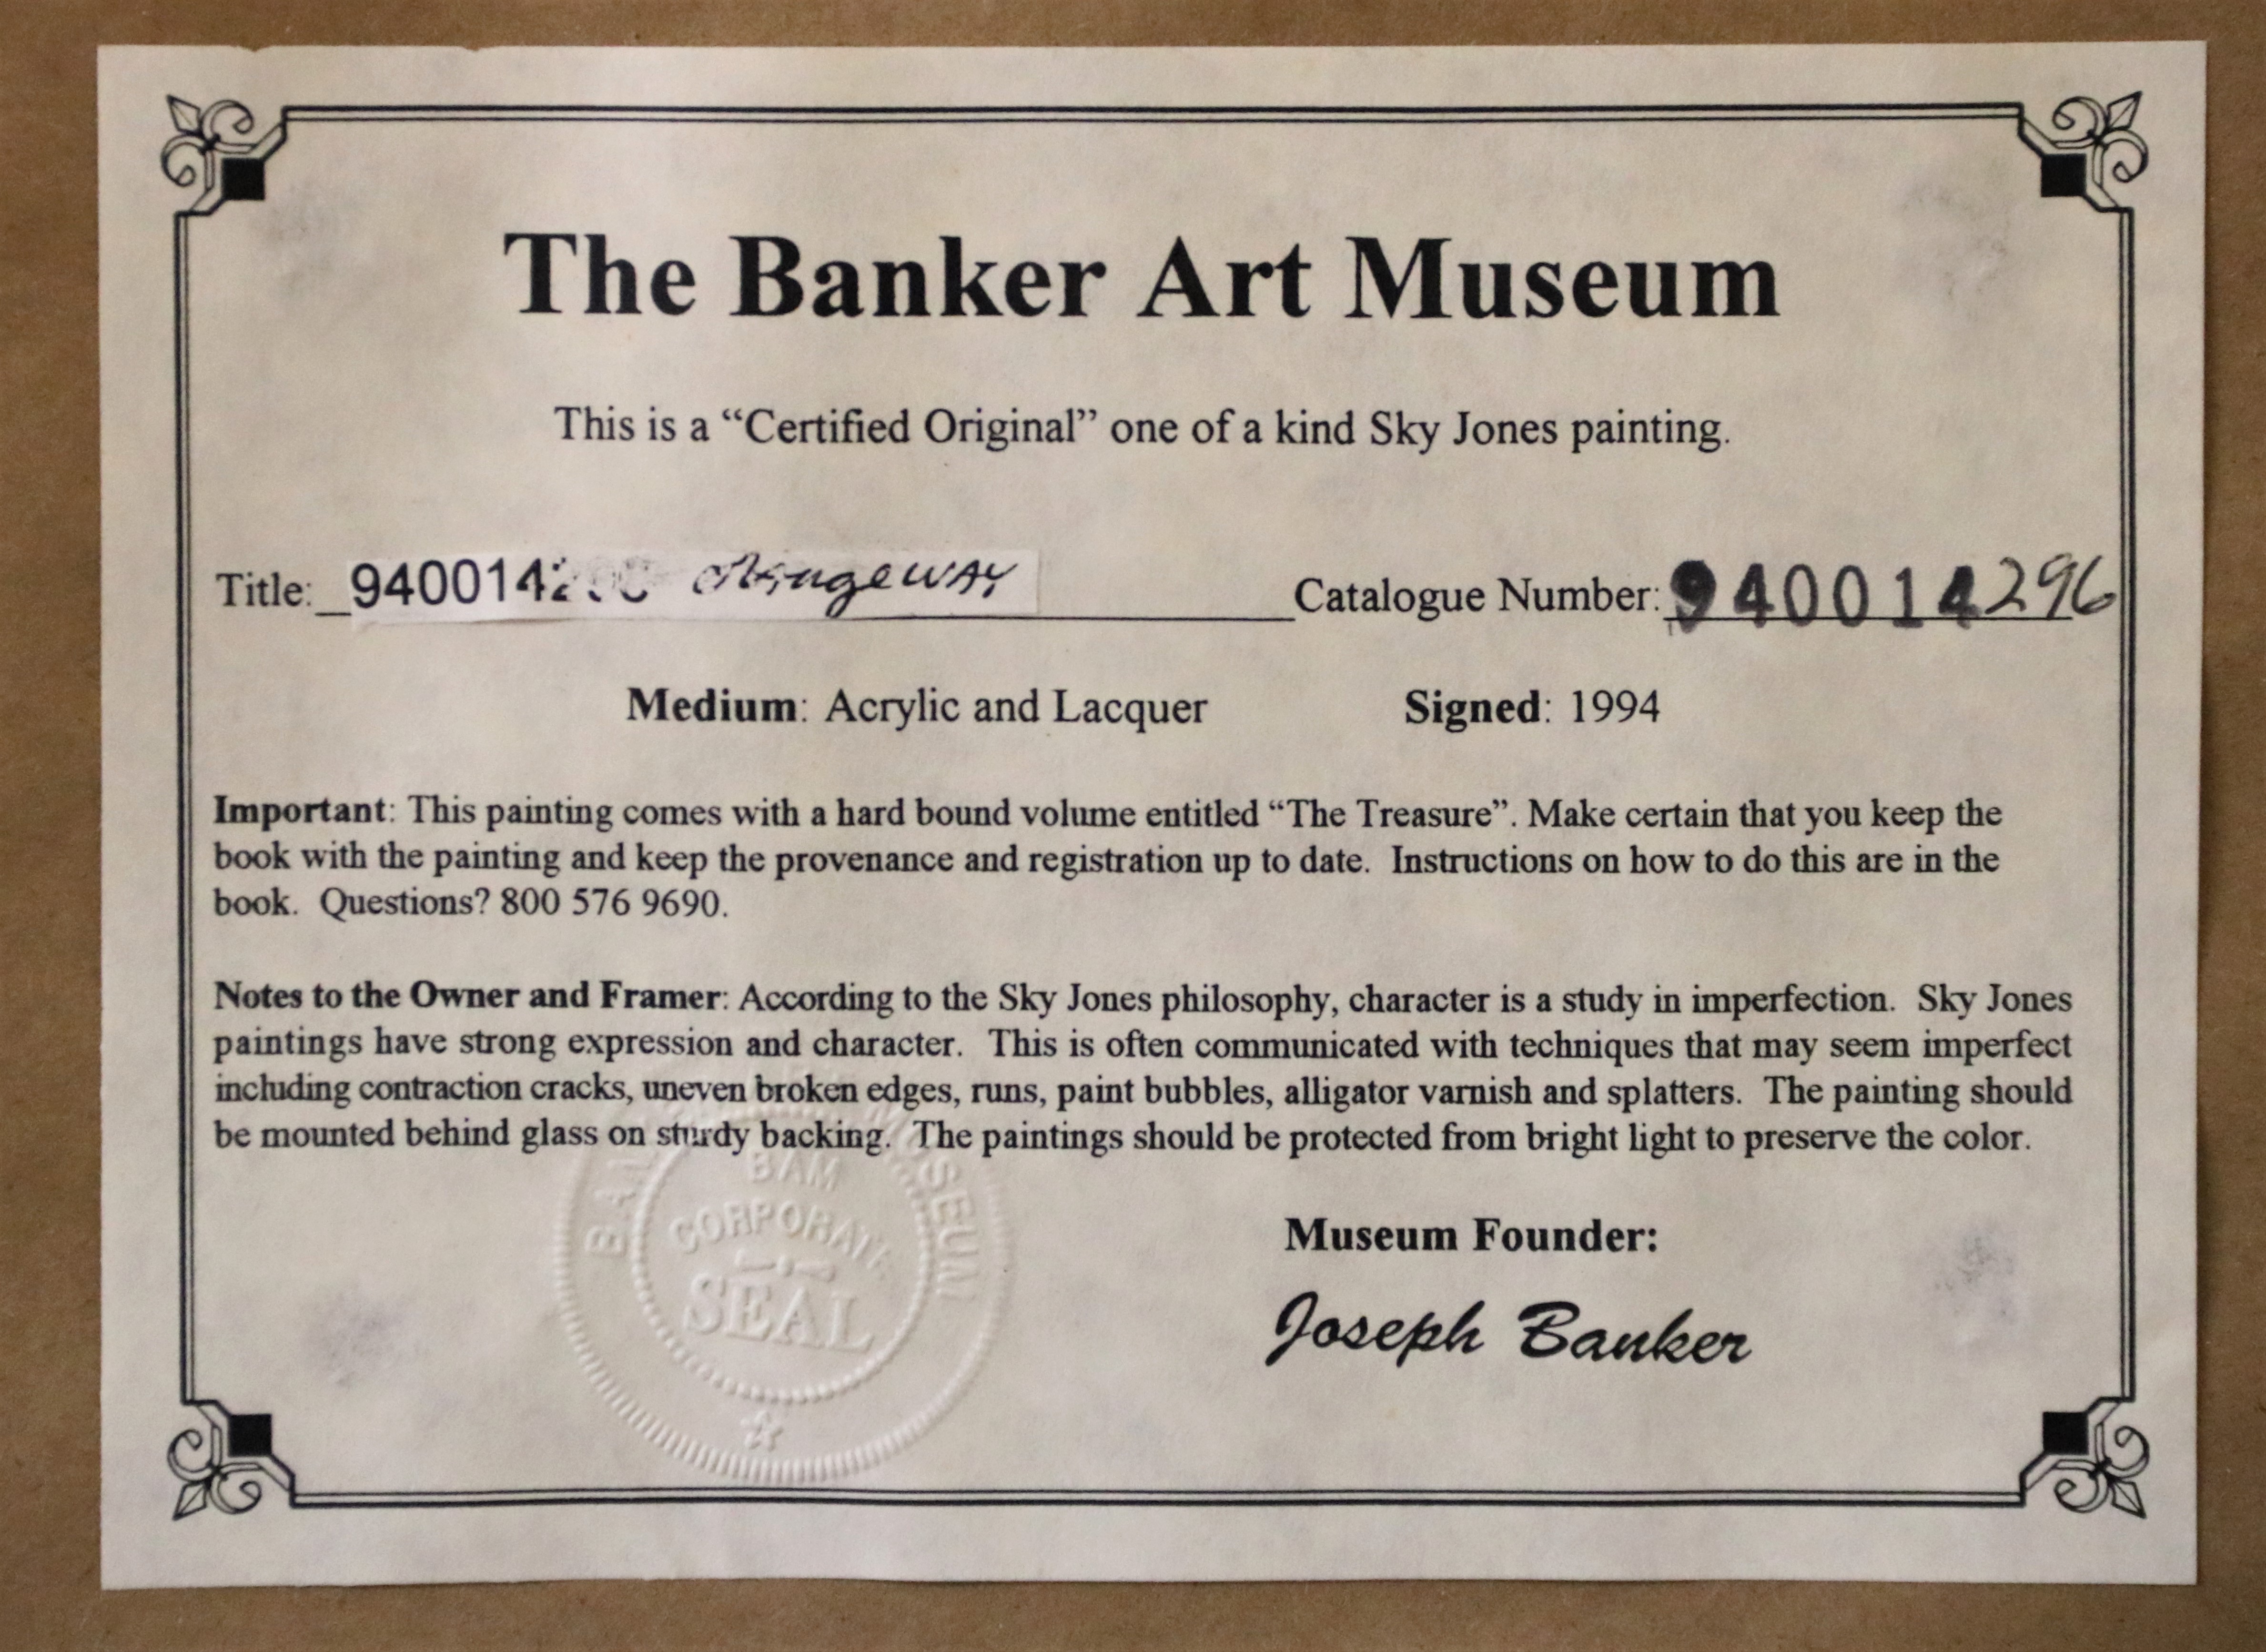 The Banker Art Museum
This is a “Certified Original” one of a kind Sky Jones painting.
Title: 940014 Catalogue Number: 940014296
Medium: Acrylic and Lacquer Signed: 1994
Important: This painting comes with a hard bound volume entitled “The Treasure”. Make certain that you keep the
book with the painting and keep the provenance and registration up to date. Instructions on how to do this are in the
book. Questions? 800 576 9690.
Notes to the Owner and Framer: According to the Sky Jones philosophy, character is a study in imperfection. Sky Jones
paintings have strong expression and character. This is often communicated with techniques that may seem imperfect
including contraction cracks, uneven broken edges, runs, paint bubbles, alligator varnish and splatters. The painting should
be mounted behind glass on sturdy backing. The paintings should be protected from bright light to preserve the color.
BAM
CORPORATE
SEAL
Museum Founder:
Joseph Banker